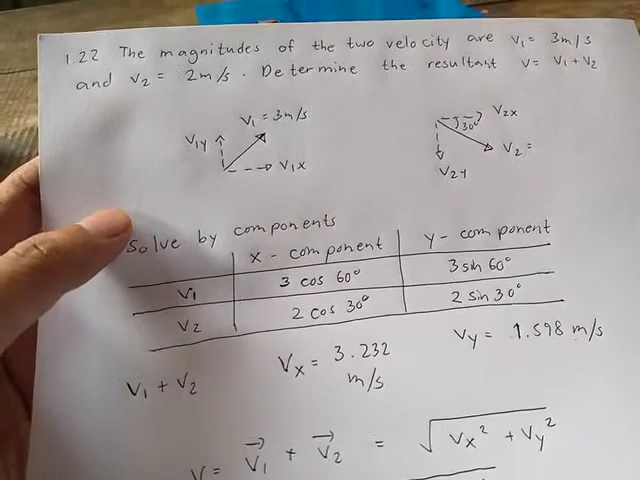 1.22 The magnitudes of the two velocity are V1 = 3m/s
and V2 = 2m/s. Determine the resultant V= V1 + V2
V1 = 3m/s
V1y
V1x
30°
V2x
V2 =
V2y
Solve by components
x - component y - component
V1 3 cos 60° 3 sin 60°
V2 2 cos 30° 2 sin 30°
V1 + V2 Vx = 3.232 m/s Vy = 1.598 m/s
V = V1 + V2 = √Vx² + Vy²